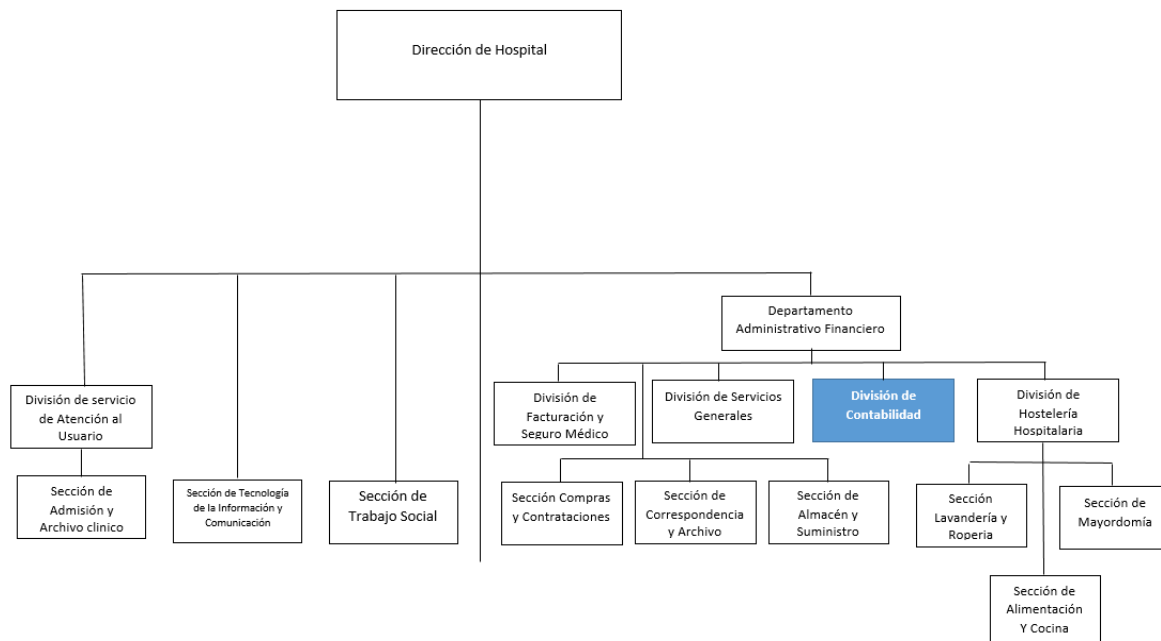 Dirección de Hospital
Departamento
Administrativo Financiero
División de servicio
de Atención al
Usuario
División de
Facturación y
Seguro Médico
División de Servicios
Generales
División de
Contabilidad
División de
Hostelería
Hospitalaria
Sección de
Admisión y
Archivo clinico
Sección de Tecnología
de la Información y
Comunicación
Sección de
Trabajo Social
Sección Compras
y Contrataciones
Sección de
Correspondencia
y Archivo
Sección de
Almacén y
Suministro
Sección
Lavandería y
Roperia
Sección de
Mayordomía
Sección de
Alimentación
Y Cocina